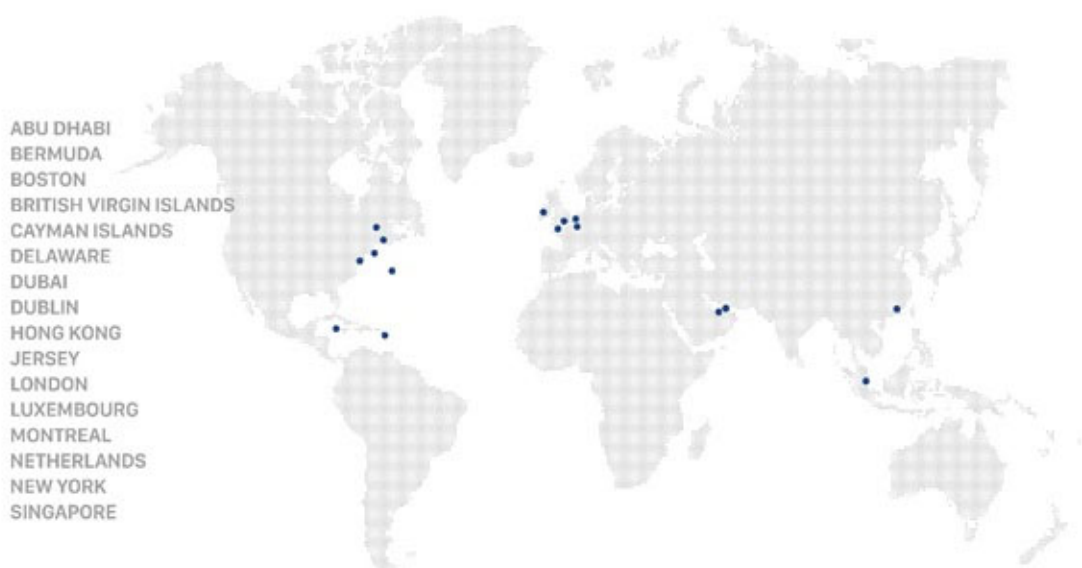 ABU DHABI
BERMUDA
BOSTON
BRITISH VIRGIN ISLANDS
CAYMAN ISLANDS
DELAWARE
DUBAI
DUBLIN
HONG KONG
JERSEY
LONDON
LUXEMBOURG
MONTREAL
NETHERLANDS
NEW YORK
SINGAPORE